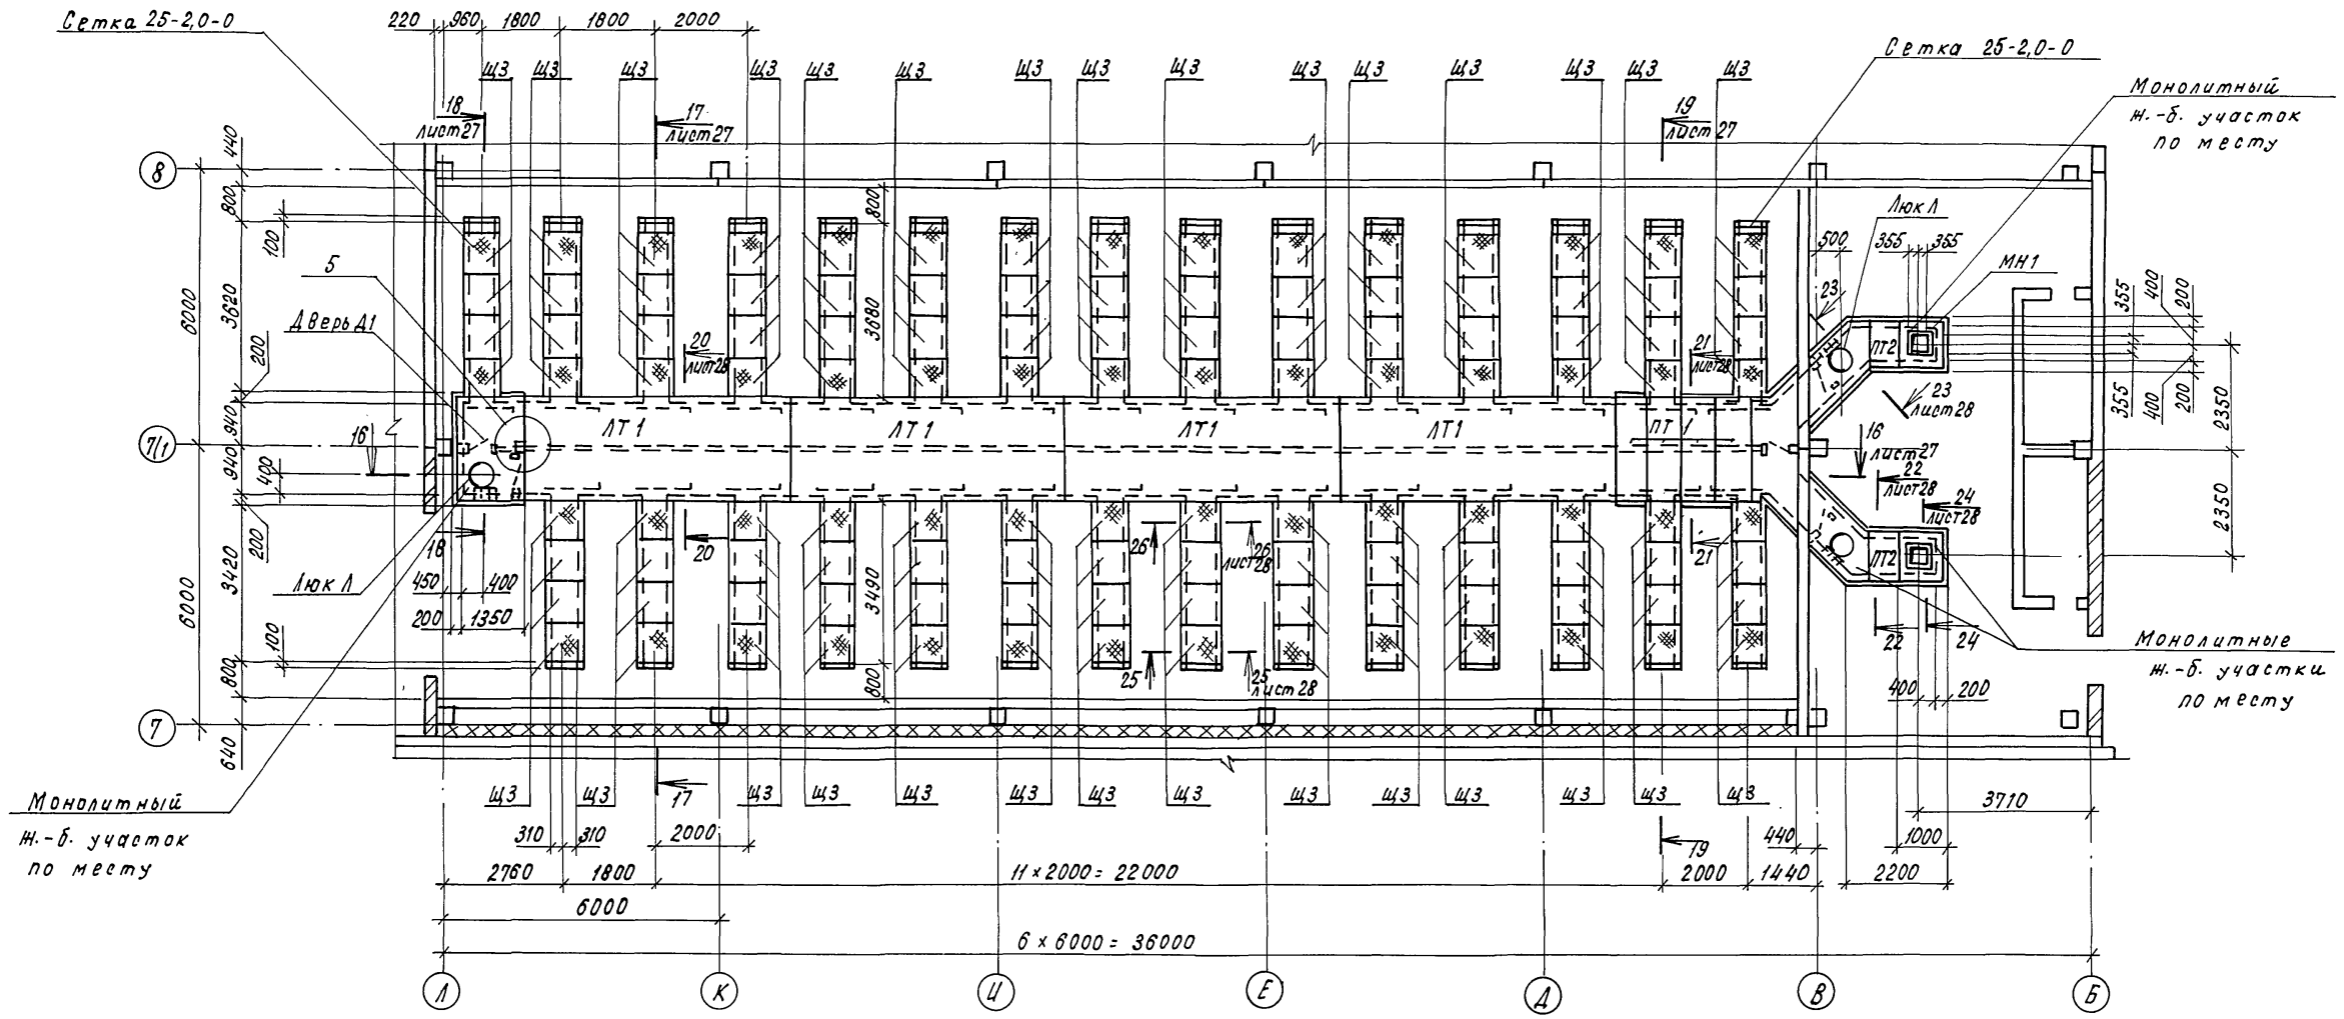 Сетка 25-2,0-0
220 960 1800 1800 2000
Сетка 25-2,0-0
Монолитный
ж.-б. участок
по месту
Щ3 Щ3 Щ3 Щ3 Щ3 Щ3 Щ3 Щ3 Щ3 Щ3 Щ3 Щ3 Щ3 Щ3 Щ3
18
лист27
17
лист27
19
лист27
8
440
800
100
3620
6000
200
940
7/1
940
400
200
3420
6000
100
800
7
640
800
3680
5
Дверь Д1
Люк Л
500
355 355
МН1
23
ПТ2
355
400
200
355
400
200
2350
2350
20
лист28
21
лист28
23
лист28
16
ЛТ1 ЛТ1 ЛТ1 ЛТ1 ПТ1
16
лист27
22
лист28
24
лист28
18
20
26
26
лист28
21
ПТ2
Люк Л
450 400
200 1350
3490
800
25
25
лист28
22
24
Монолитные
ж.-б. участки
по месту
400 200
Монолитный
ж.-б. участок
по месту
Щ3 Щ3 Щ3 Щ3 Щ3 Щ3 Щ3 Щ3 Щ3 Щ3 Щ3 Щ3 Щ3 Щ3
17
19
310 310 2000
440
3710
1000
2760 1800 11 × 2000 = 22000 2000 1440 2200
6000
6 × 6000 = 36000
Л К И Е Д В Б